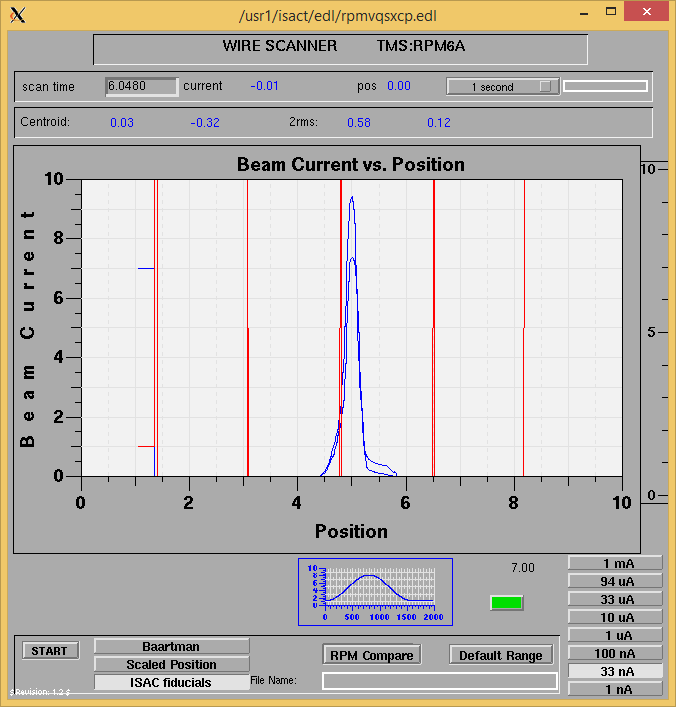 /usr1/isact/edl/rpmvqsxcp.edl
WIRE SCANNER TMS:RPM6A
scan time 6.0480 current -0.01 pos 0.00 1 second
Centroid: 0.03 -0.32 2rms: 0.58 0.12
Beam Current vs. Position
10
8
6
4
2
0
Beam Current
0 2 4 6 8 10
Position
10
5
0
10
8
6
4
2
0
0 500 1000 1500 2000
7.00
1 mA
94 uA
33 uA
10 uA
1 uA
100 nA
33 nA
1 nA
START
Baartman
Scaled Position
ISAC fiducials
RPM Compare
Default Range
File Name:
$Revision: 1.2 $